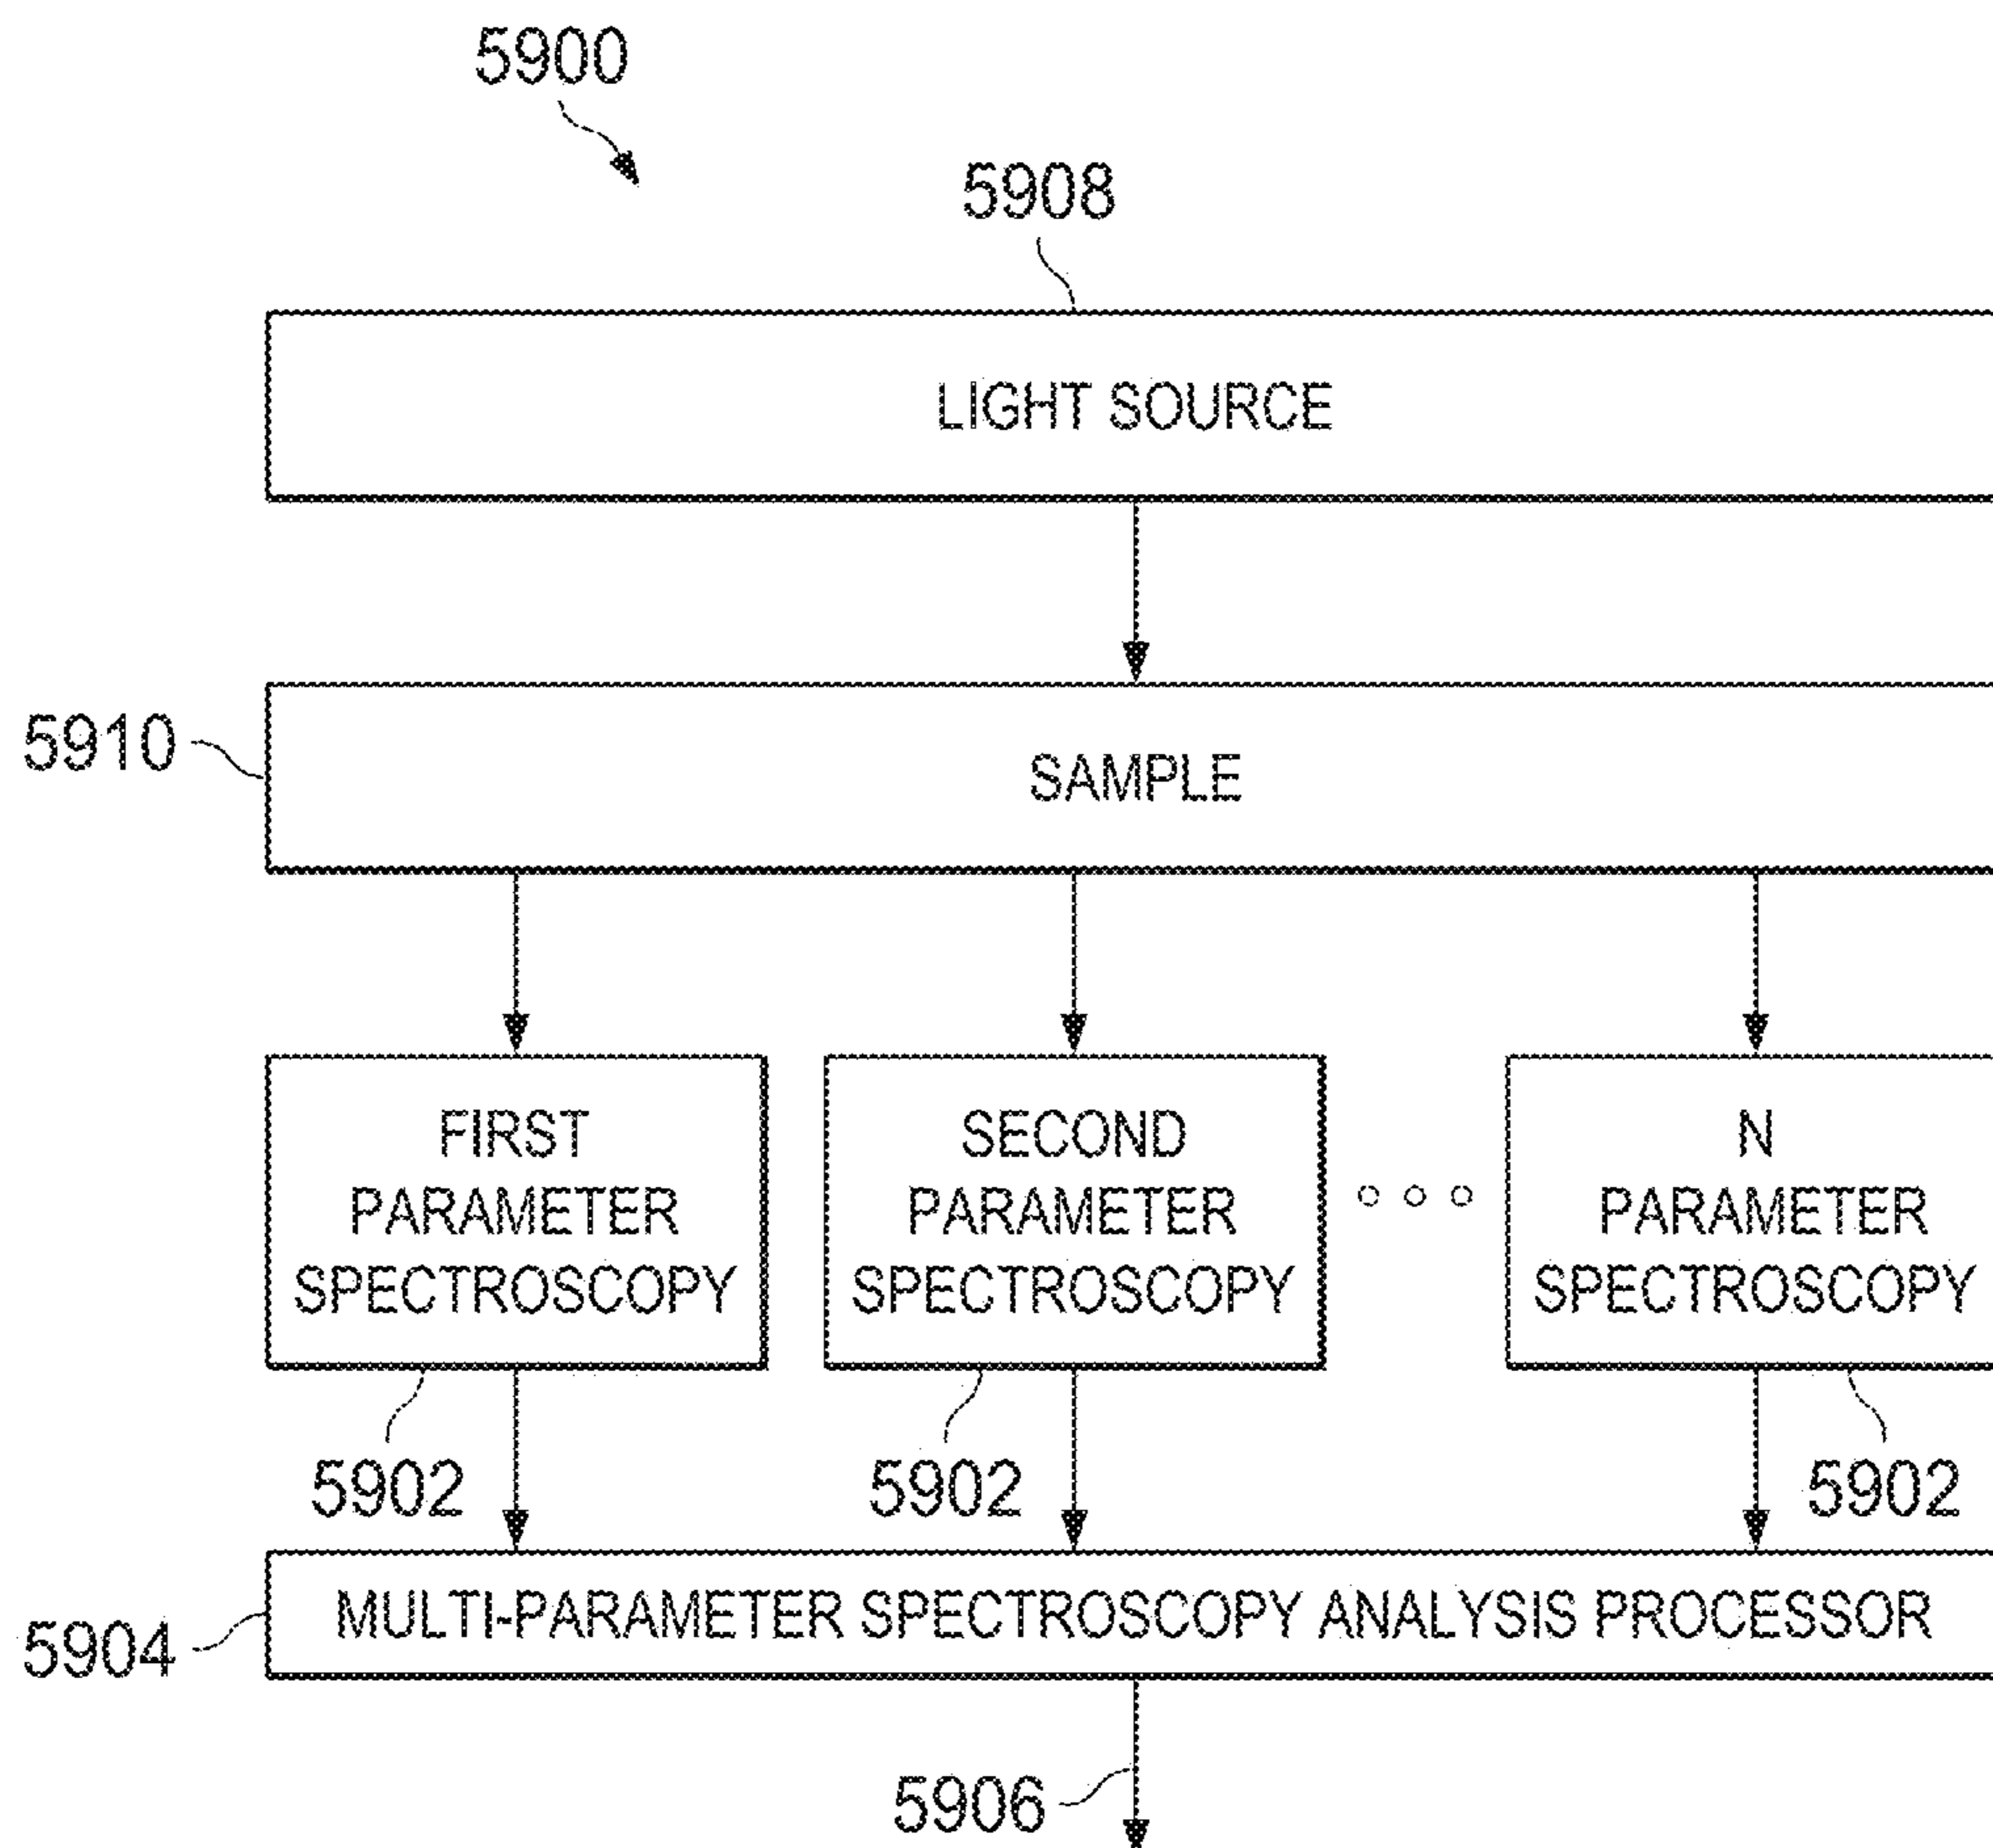 5900
5908
LIGHT SOURCE
5910
SAMPLE
FIRST
PARAMETER
SPECTROSCOPY
SECOND
PARAMETER
SPECTROSCOPY
N
PARAMETER
SPECTROSCOPY
5902
5902
5902
5904
MULTI-PARAMETER SPECTROSCOPY ANALYSIS PROCESSOR
5906